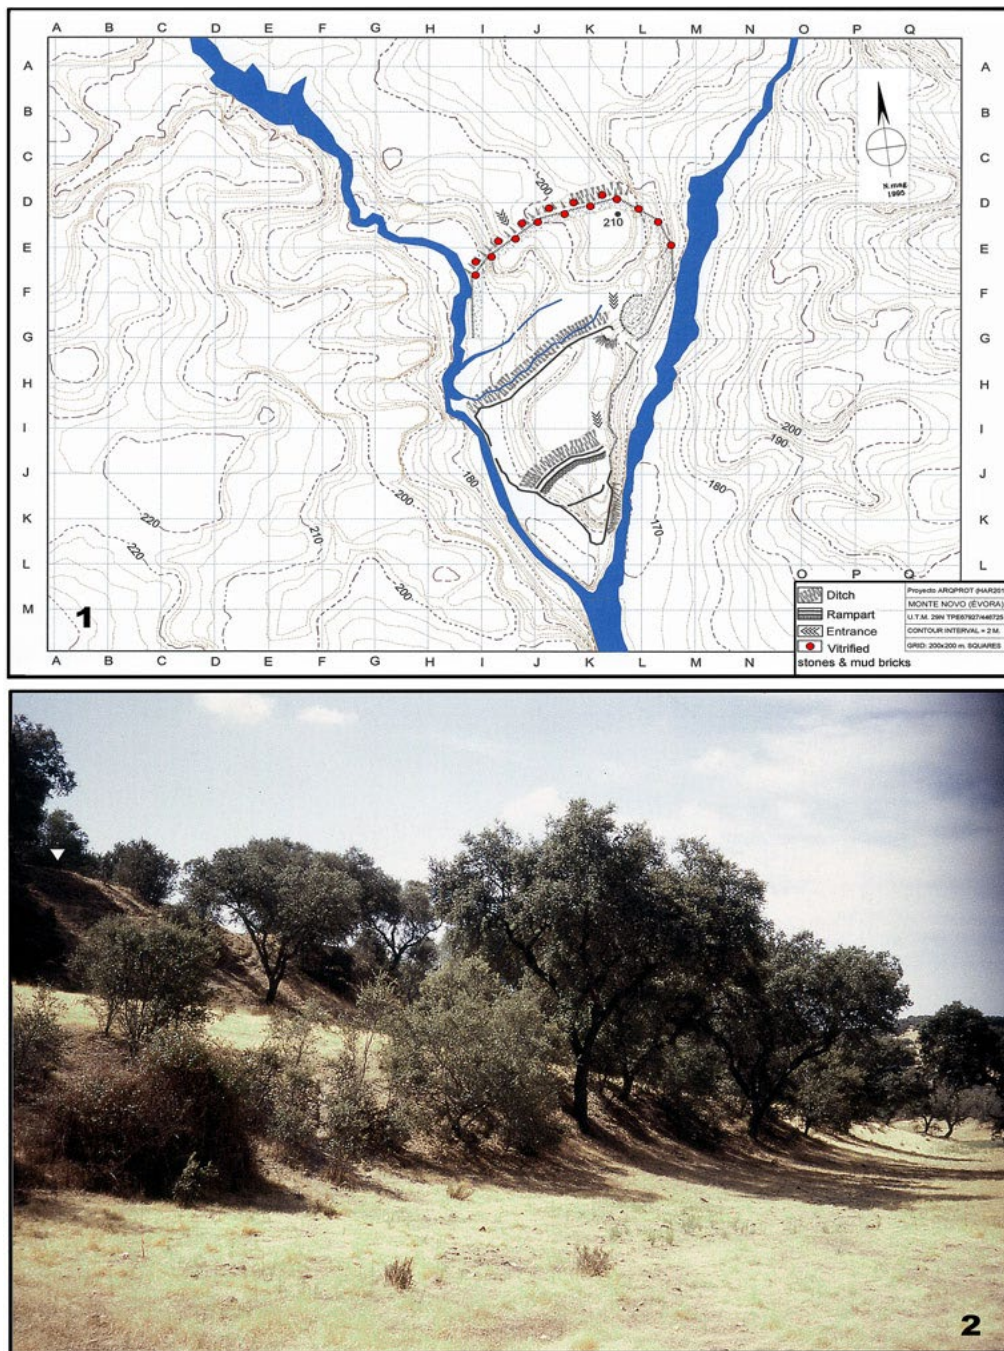 A B C D E F G H I J K L M N O P Q
A A
B B
C C
D D
E E
F F
G G
H H
I I
J J
K K
L L
M
200
N.mag
1995
210
200
190
180
180
170
200
220
210
220
200
O P Q
1
A B C D E F G H I J K L M N
Ditch
Rampart
Entrance
Vitrified
stones & mud bricks
Proyecto ARQPROT (HAR201
MONTE NOVO (ÉVORA)
CONTOUR INTERVAL = 2 M.
GRID: 200x200 m. SQUARES
2